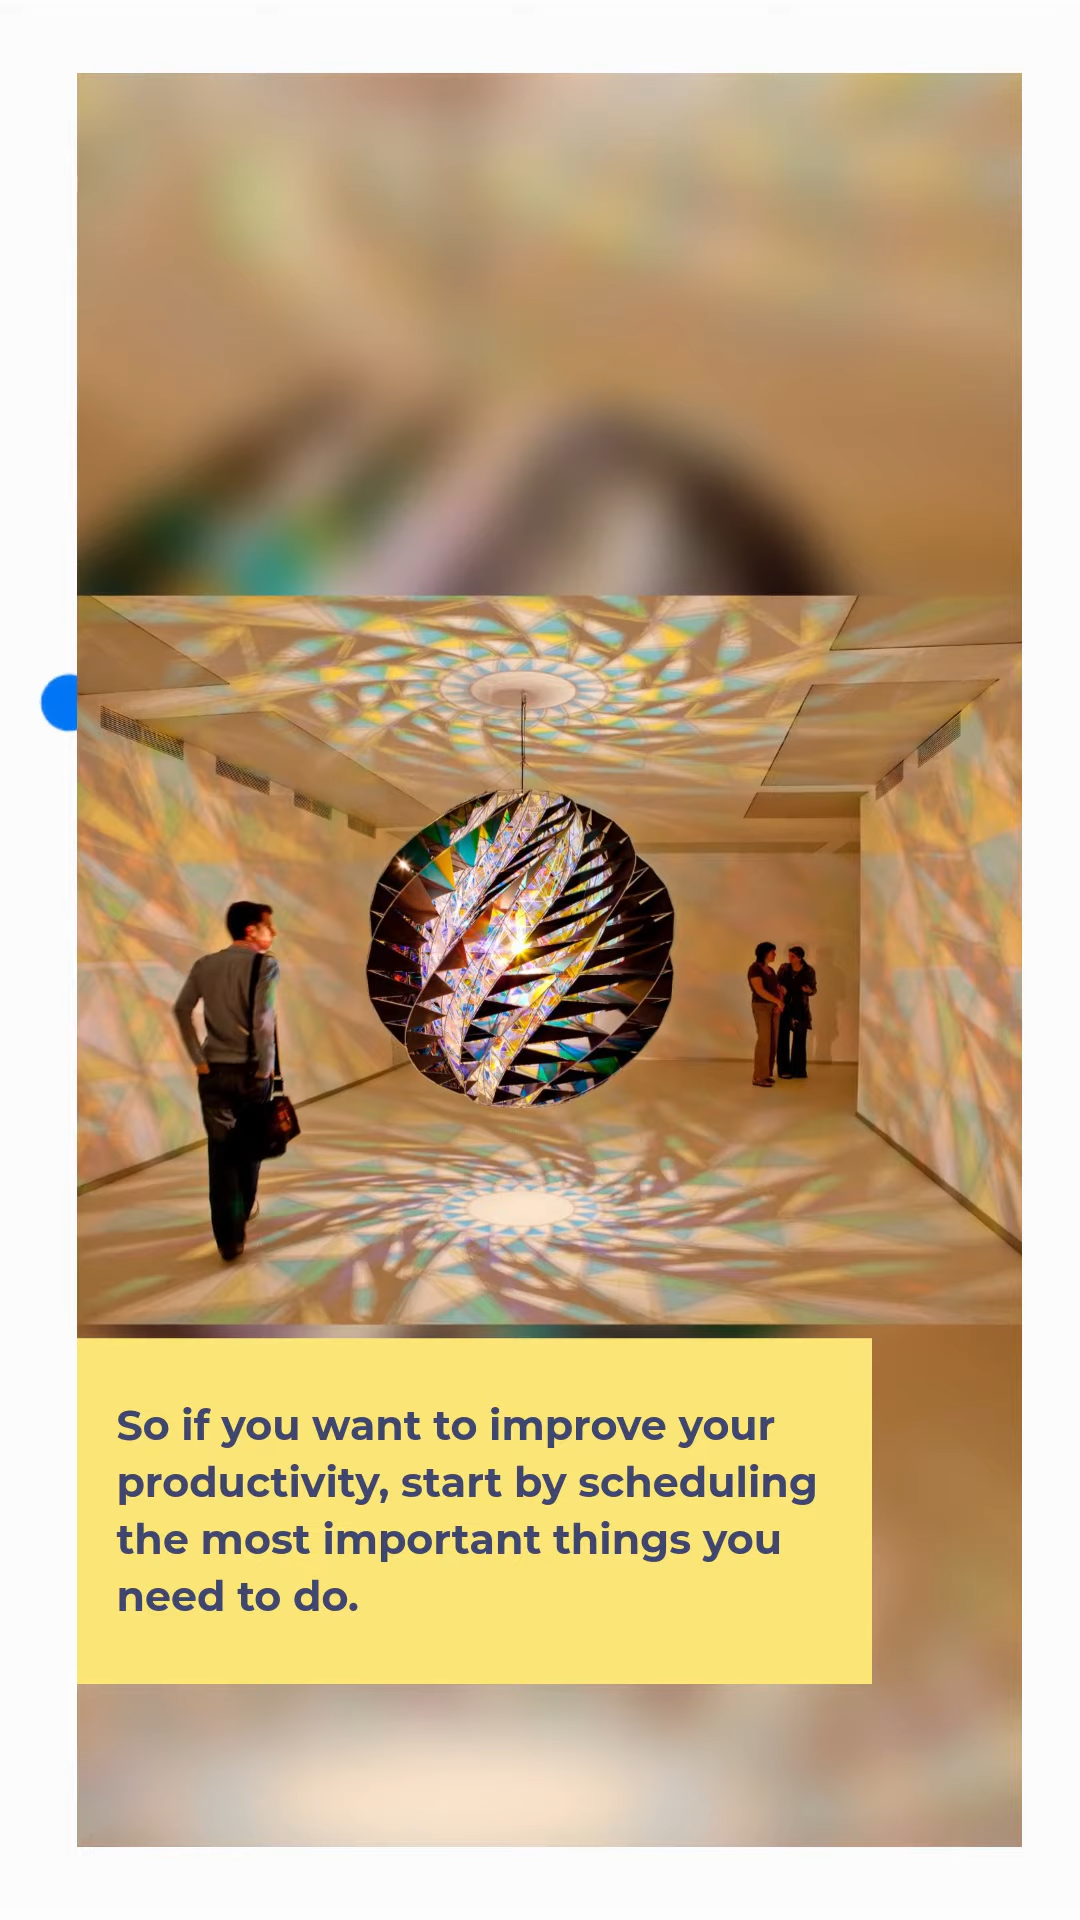 So if you want to improve your
productivity, start by scheduling
the most important things you
need to do.